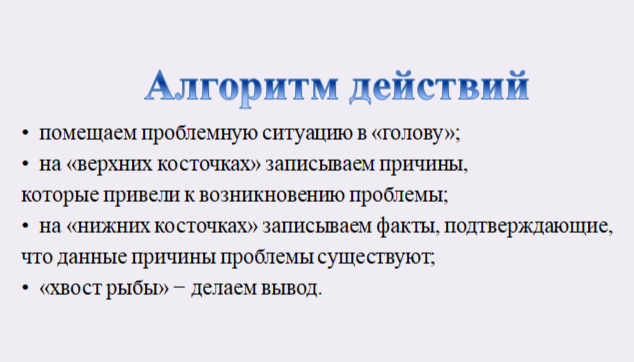 Алгоритм действий
• помещаем проблемную ситуацию в «голову»;
• на «верхних косточках» записываем причины,
которые привели к возникновению проблемы;
• на «нижних косточках» записываем факты, подтверждающие,
что данные причины проблемы существуют;
• «хвост рыбы» − делаем вывод.